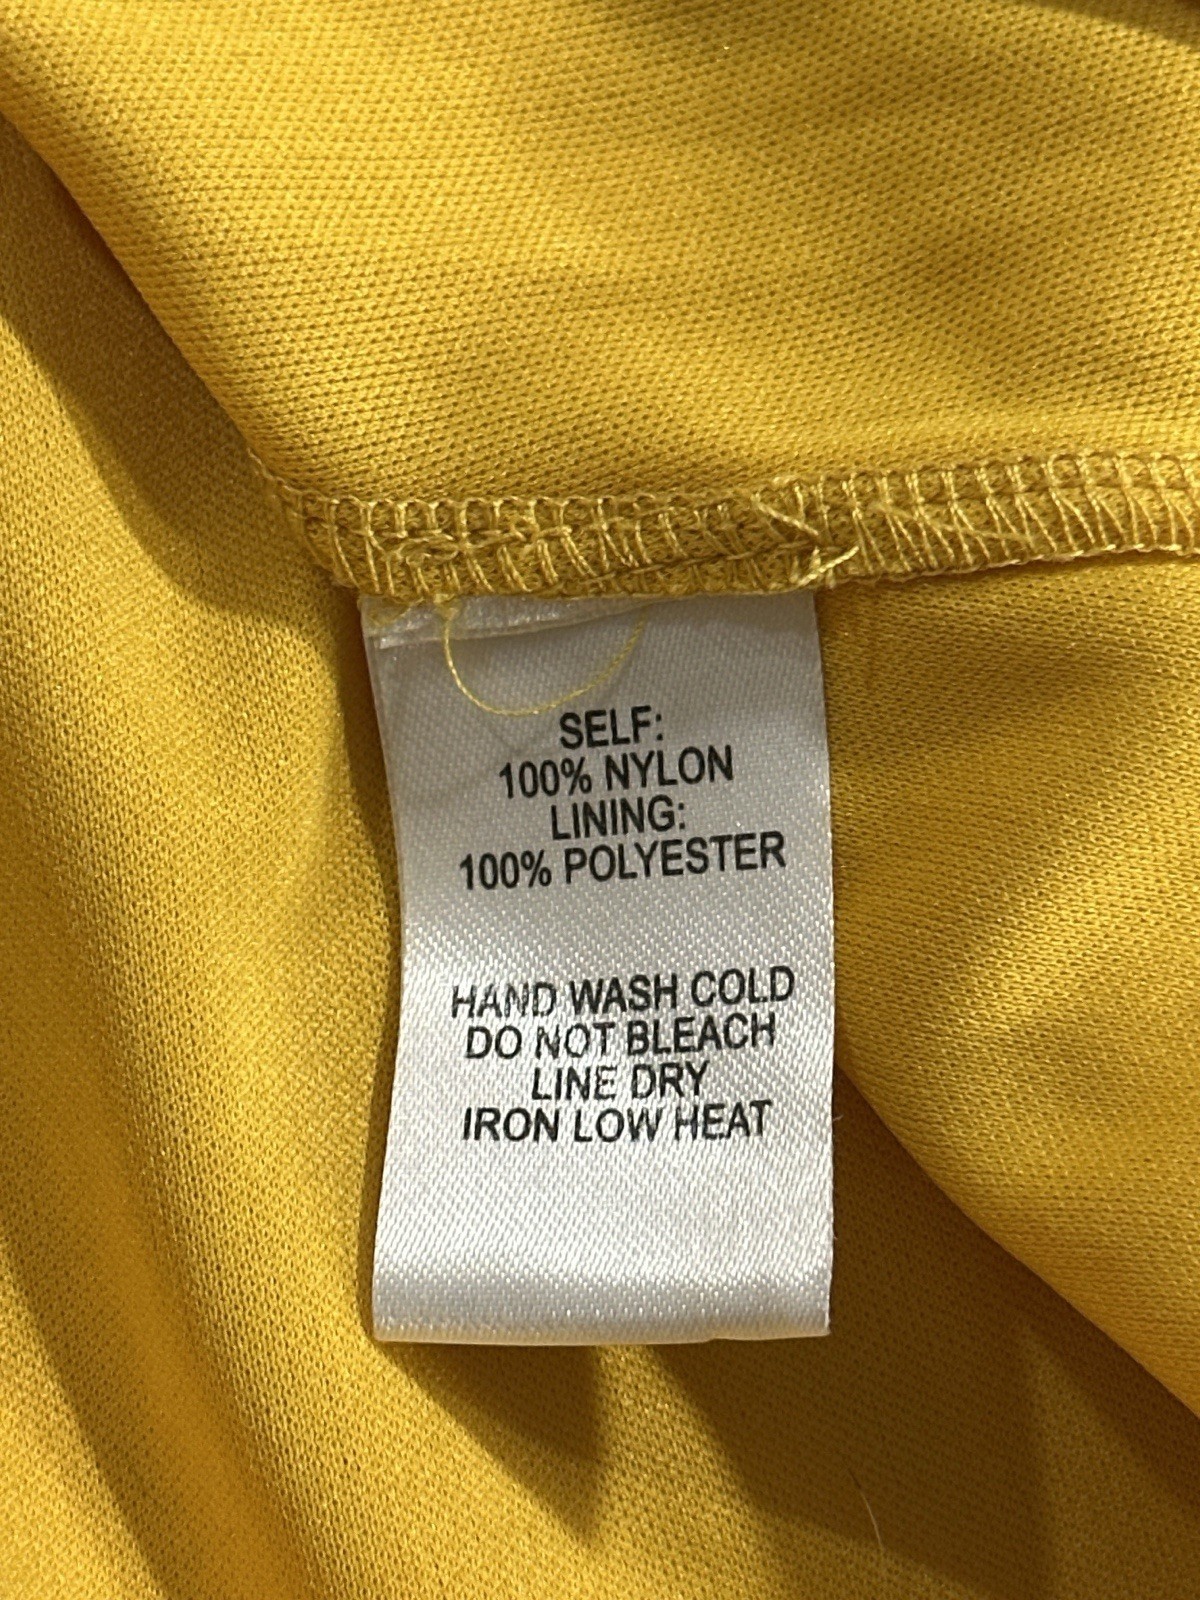 SELF:
100% NYLON
LINING:
100% POLYESTER
HAND WASH COLD
DO NOT BLEACH
LINE DRY
IRON LOW HEAT